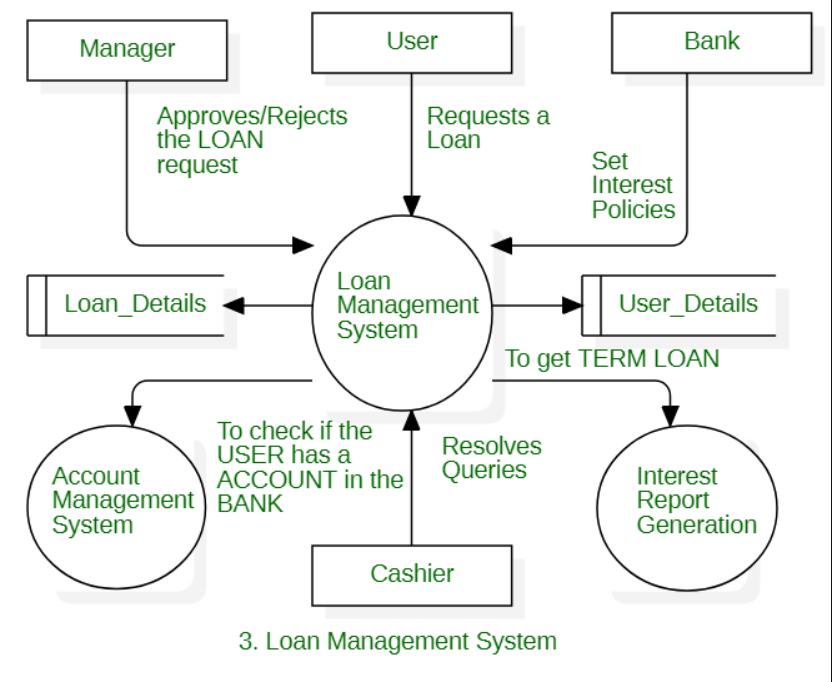 Manager
User
Bank
Approves/Rejects
the LOAN
request
Requests a
Loan
Set
Interest
Policies
Loan_Details
Loan
Management
System
User_Details
To get TERM LOAN
Account
Management
System
To check if the
USER has a
ACCOUNT in the
BANK
Resolves
Queries
Interest
Report
Generation
Cashier
3. Loan Management System